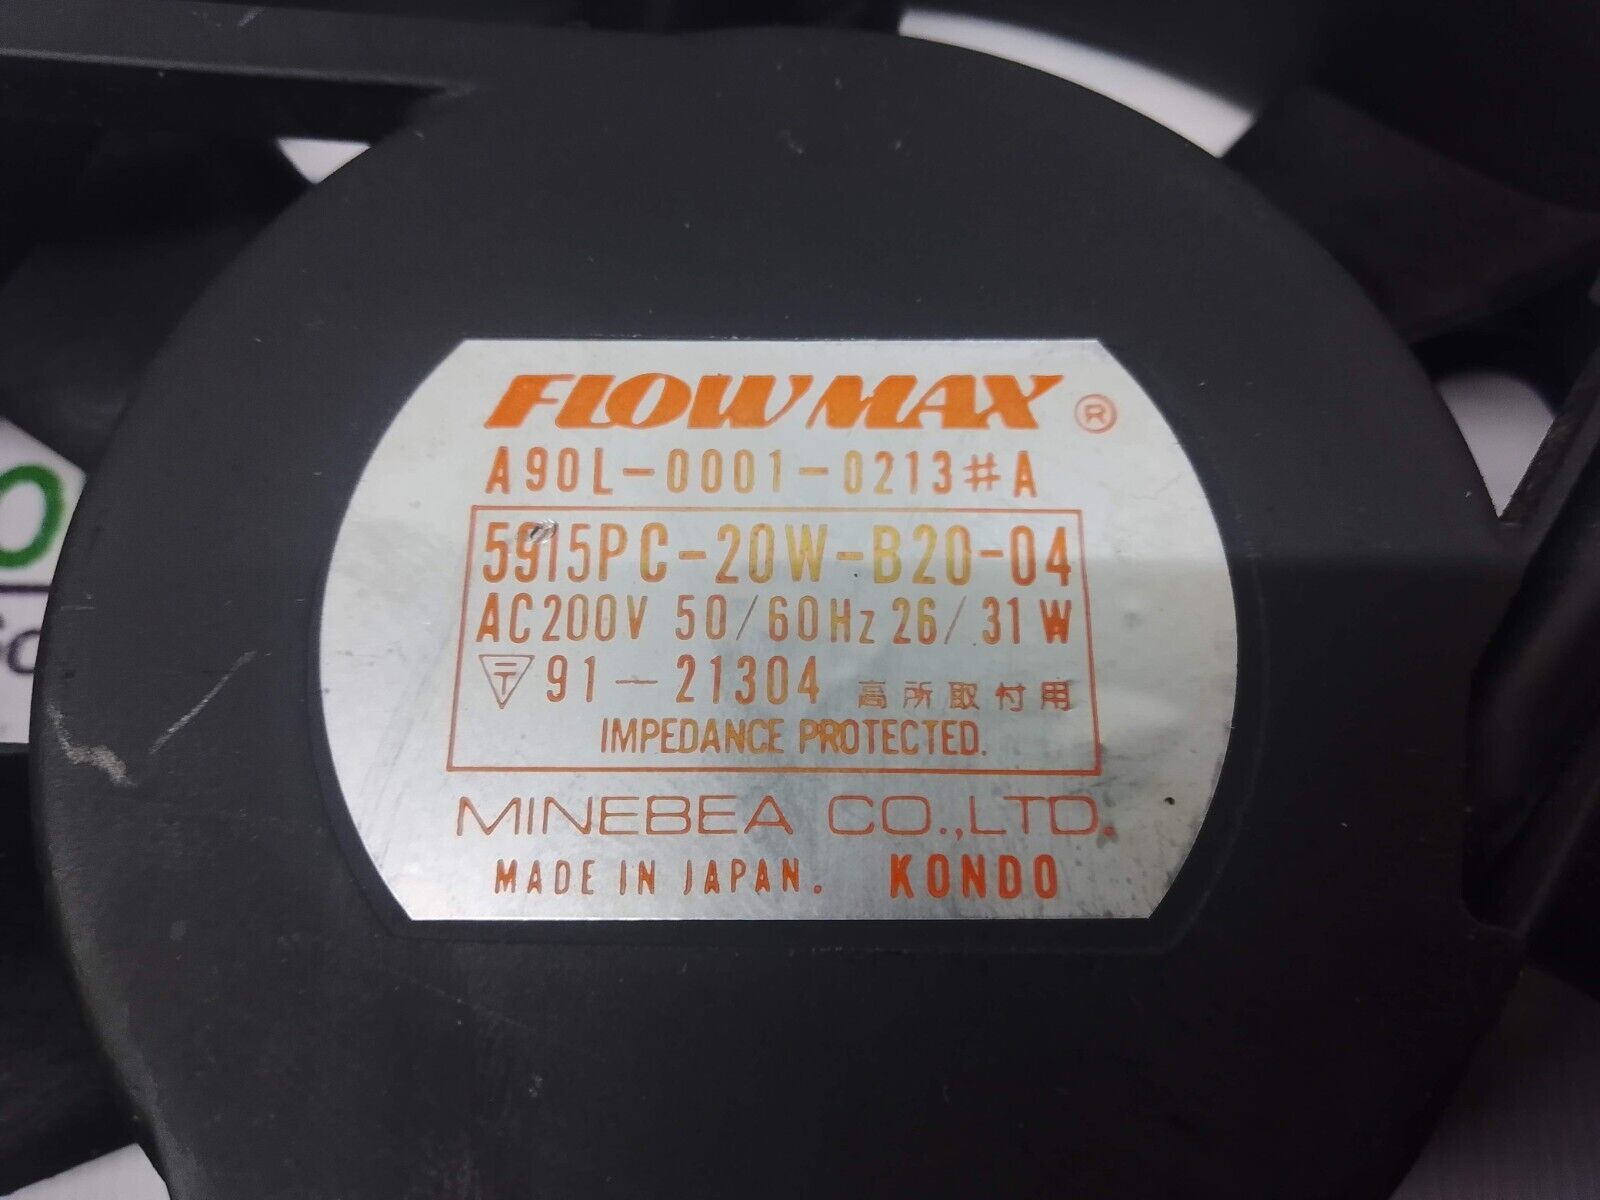 FLOWMAX ®
A90L-0001-0213#A
5915PC-20W-B20-04
AC200V 50/60Hz 26/31W
91-21304 高所取付用
IMPEDANCE PROTECTED.
MINEBEA CO.,LTD.
MADE IN JAPAN. KONDO